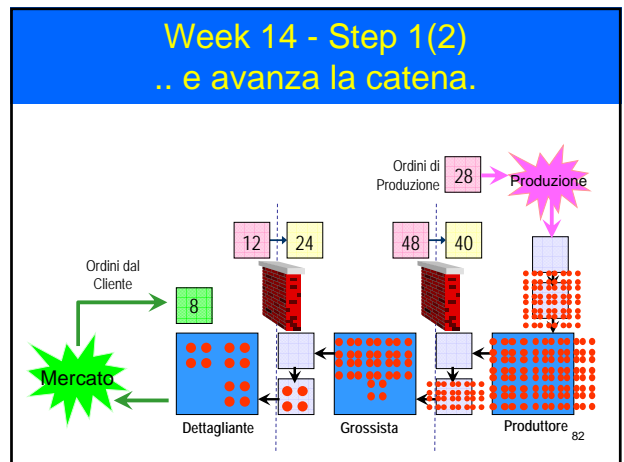 Week 14 - Step 1(2)
.. e avanza la catena.
Ordini di
Produzione
28
Produzione
12
24
48
40
Ordini dal
Cliente
8
Mercato
Dettagliante
Grossista
Produttore
82